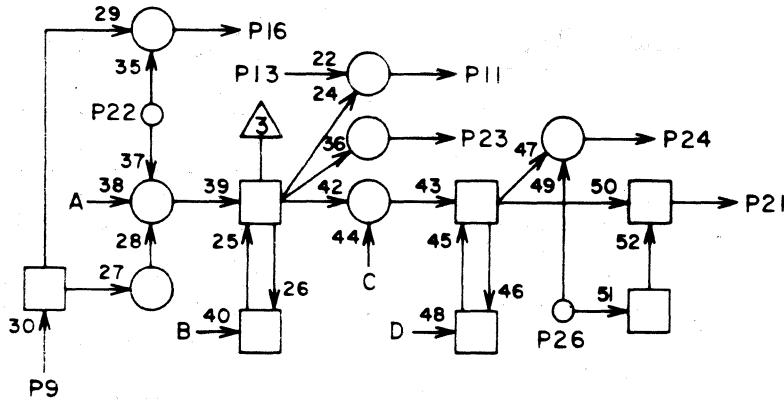 29 P16
35
P13 22 P11
24
P22
3
36 P23
47 P24
37
A 38 39 42 43 49 50 P21
28 25 44 45 52
C
27 26 46 51
30
B 40 D 48
P26
P9